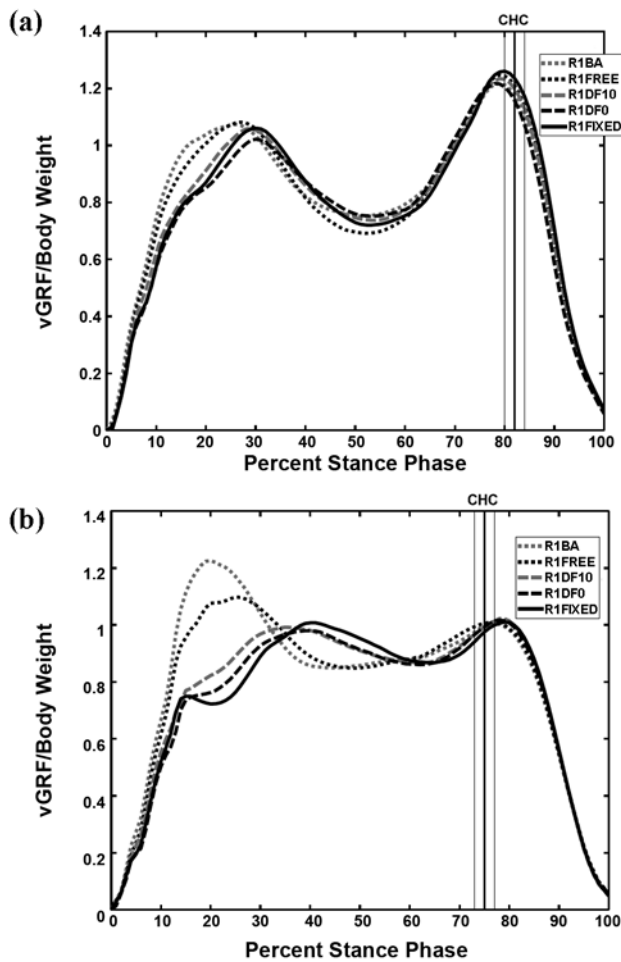 (a)
CHC
1.4
1.2
1
0.8
0.6
0.4
0.2
0
vGRF/Body Weight
R1BA
R1FREE
R1DF10
R1DF0
R1FIXED
0 10 20 30 40 50 60 70 80 90 100
Percent Stance Phase
(b)
CHC
1.4
1.2
1
0.8
0.6
0.4
0.2
0
vGRF/Body Weight
R1BA
R1FREE
R1DF10
R1DF0
R1FIXED
0 10 20 30 40 50 60 70 80 90 100
Percent Stance Phase